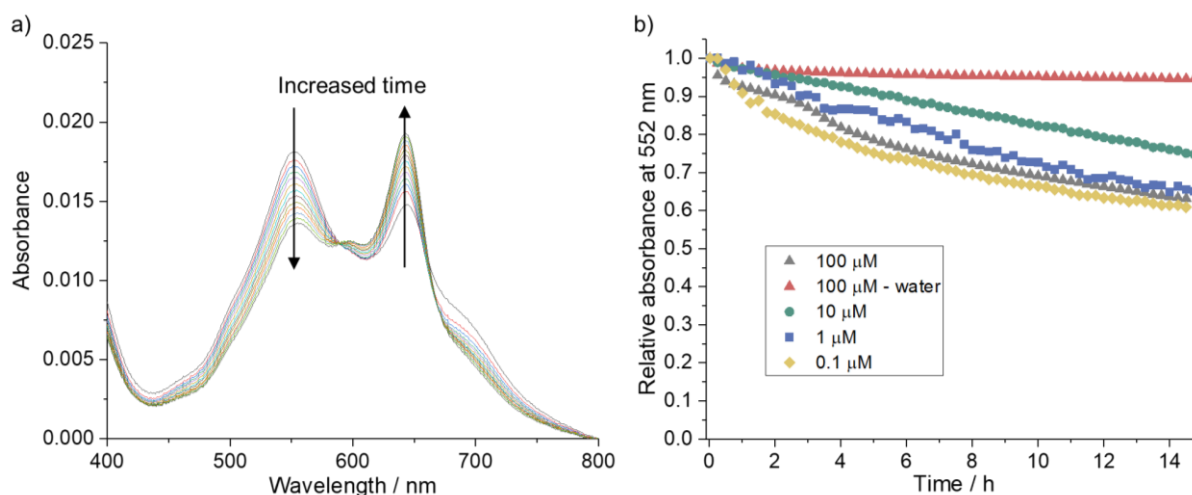 a)
Increased time
Absorbance
0.025
0.020
0.015
0.010
0.005
0.000
400
500
600
700
800
Wavelength / nm
b)
Relative absorbance at 552 nm
1.0
0.9
0.8
0.7
0.6
0.5
0.4
0.3
0.2
0.1
0.0
100 μM
100 μM - water
10 μM
1 μM
0.1 μM
0
2
4
6
8
10
12
14
Time / h